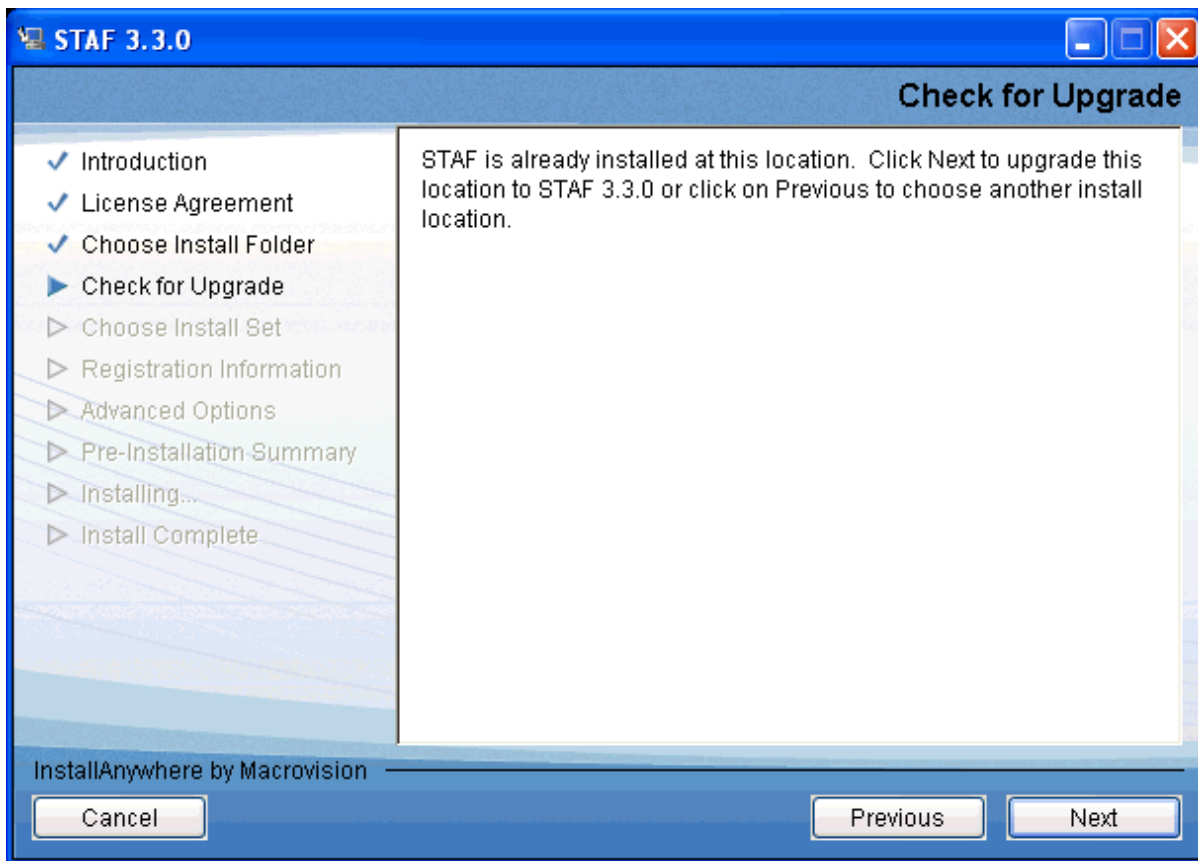 STAF 3.3.0
Check for Upgrade
Introduction
License Agreement
Choose Install Folder
Check for Upgrade
Choose Install Set
Registration Information
Advanced Options
Pre-Installation Summary
Installing...
Install Complete
STAF is already installed at this location.  Click Next to upgrade this
location to STAF 3.3.0 or click on Previous to choose another install
location.
InstallAnywhere by Macrovision
Cancel
Previous
Next